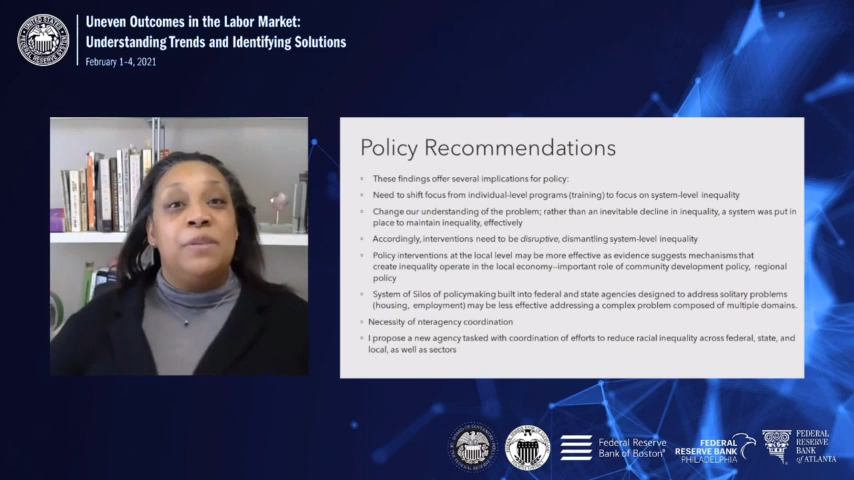 Uneven Outcomes in the Labor Market:
Understanding Trends and Identifying Solutions
February 1-4, 2021
Policy Recommendations
These findings offer several implications for policy:
Need to shift focus from individual-level programs (training) to focus on system-level inequality
Change our understanding of the problem; rather than an inevitable decline in inequality, a system was put in
place to maintain inequality, effectively
Accordingly, interventions need to be disruptive, dismantling system-level inequality
Policy interventions at the local level may be more effective as evidence suggests mechanisms that
create inequality operate in the local economy--important role of community development policy, regional
policy
System of Silos of policymaking built into federal and state agencies designed to address solitary problems
(housing, employment) may be less effective addressing a complex problem composed of multiple domains.
Necessity of nteragency coordination
I propose a new agency tasked with coordination of efforts to reduce racial inequality across federal, state, and
local, as well as sectors
Federal Reserve
Bank of Boston
FEDERAL
RESERVE BANK
PHILADELPHIA
FEDERAL
RESERVE
BANK
of ATLANTA